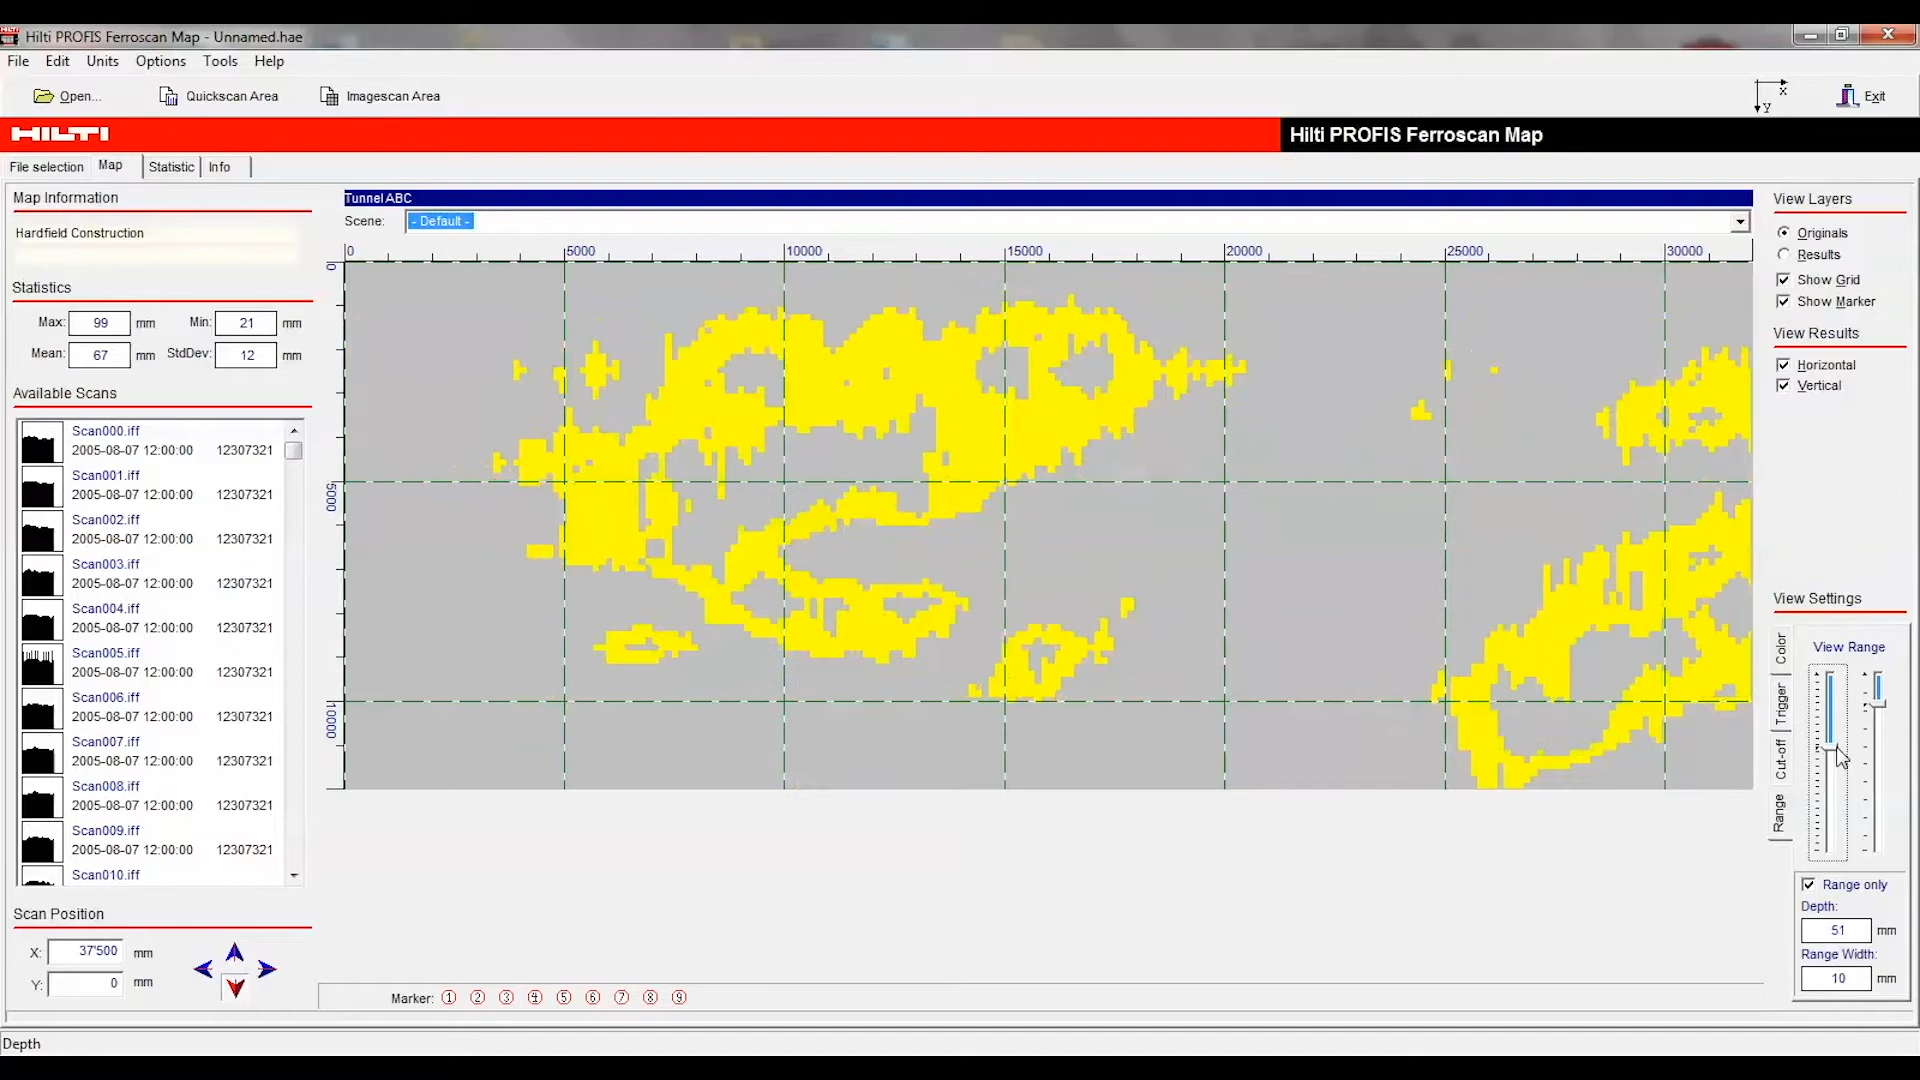 Hilti PROFIS Ferroscan Map - Unnamed.hae
File Edit Units Options Tools Help
Open... Quickscan Area Imagescan Area x y Exit
HILTI Hilti PROFIS Ferroscan Map
File selection Map Statistic Info
Map Information
Hardfield Construction
Statistics
Max: 99 mm Min: 21 mm
Mean: 67 mm StdDev: 12 mm
Available Scans
Scan000.iff
2005-08-07 12:00:00 12307321
Scan001.iff
2005-08-07 12:00:00 12307321
Scan002.iff
2005-08-07 12:00:00 12307321
Scan003.iff
2005-08-07 12:00:00 12307321
Scan004.iff
2005-08-07 12:00:00 12307321
Scan005.iff
2005-08-07 12:00:00 12307321
Scan006.iff
2005-08-07 12:00:00 12307321
Scan007.iff
2005-08-07 12:00:00 12307321
Scan008.iff
2005-08-07 12:00:00 12307321
Scan009.iff
2005-08-07 12:00:00 12307321
Scan010.iff
Scan Position
X: 37'500 mm
Y: 0 mm
Tunnel ABC
Scene: - Default -
0 5000 10000 15000 20000 25000 30000
0
5000
10000
Marker: ① ② ③ ④ ⑤ ⑥ ⑦ ⑧ ⑨
View Layers
Originals
Results
Show Grid
Show Marker
View Results
Horizontal
Vertical
View Settings
Color
Trigger
Cut-off
Range
View Range
Range only
Depth:
51 mm
Range Width:
10 mm
Depth